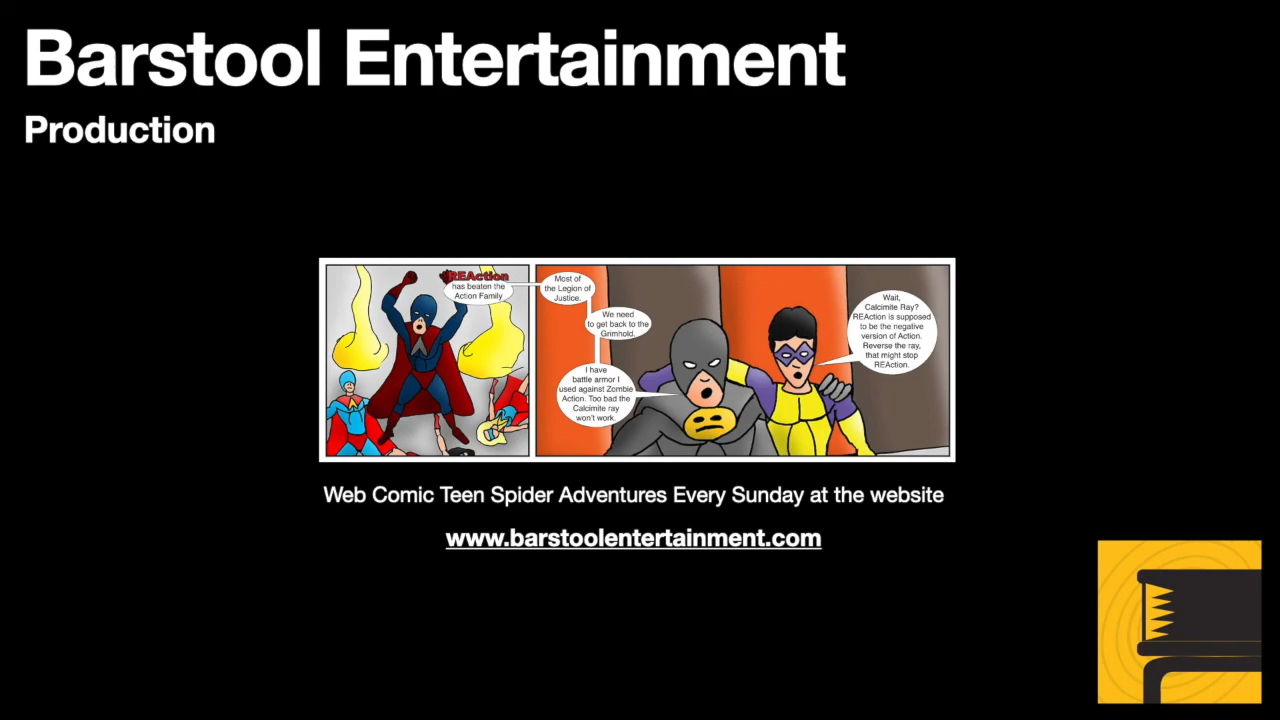 Barstool Entertainment
Production
REAction
has beaten the
Action Family
Most of
the Legion of
Justice.
We need
to get back to the
Grimhold.
I have
battle armor I
used against Zombie
Action. Too bad the
Calcimite ray
won't work.
Wait,
Calcimite Ray?
REAction is supposed
to be the negative
version of Action.
Reverse the ray,
that might stop
REAction.
Web Comic Teen Spider Adventures Every Sunday at the website
www.barstoolentertainment.com